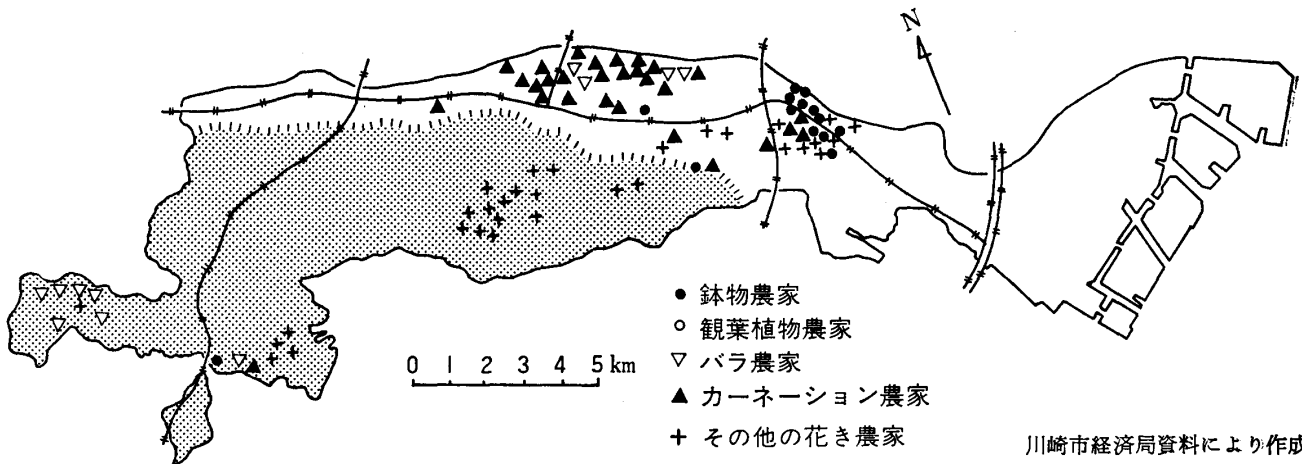 N
鉢物農家
観葉植物農家
バラ農家
カーネーション農家
その他の花き農家
0 1 2 3 4 5 km
川崎市経済局資料により作成